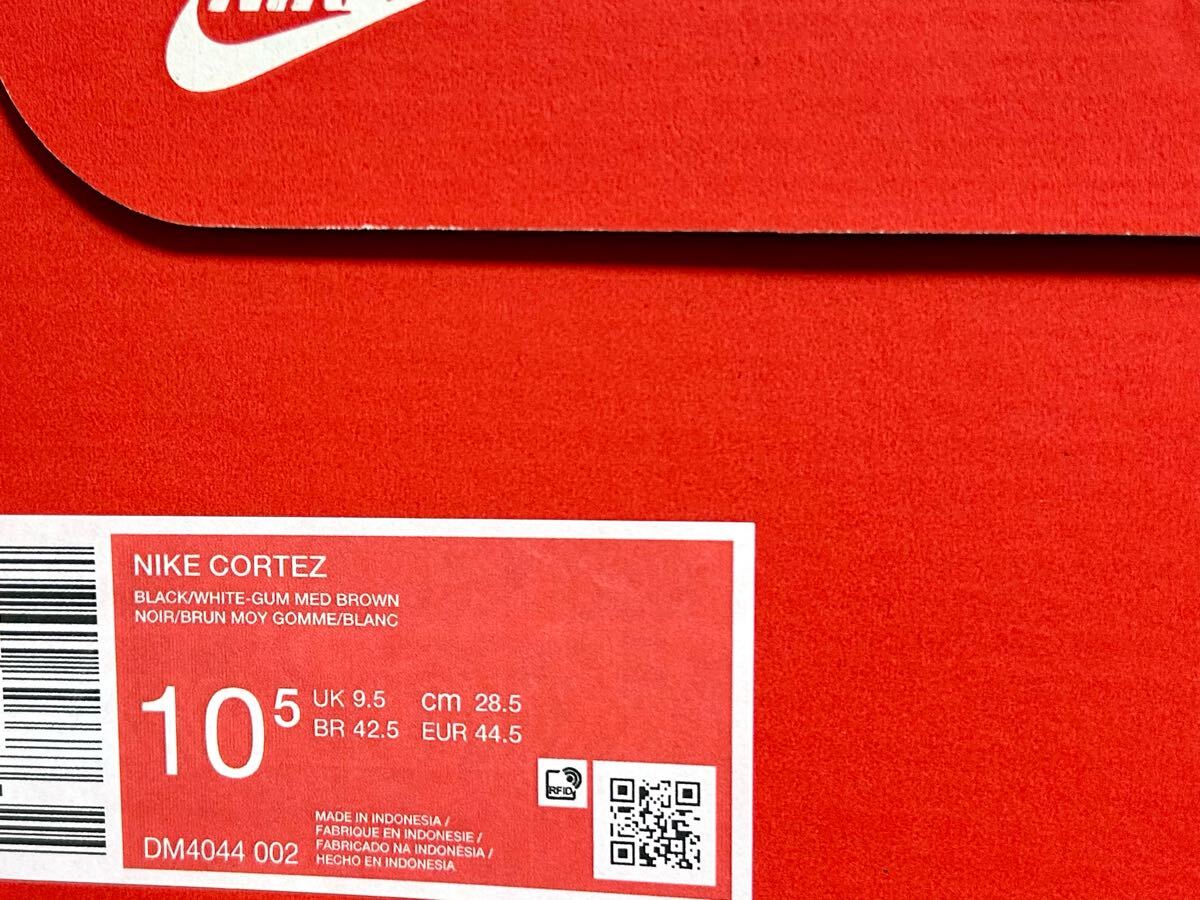 NIKE
NIKE CORTEZ
BLACK/WHITE-GUM MED BROWN
NOIR/BRUN MOY GOMME/BLANC
10⁵
UK 9.5 cm 28.5
BR 42.5 EUR 44.5
RFID
MADE IN INDONESIA /
FABRIQUE EN INDONESIE /
FABRICADO NA INDONÉSIA /
HECHO EN INDONESIA
DM4044 002